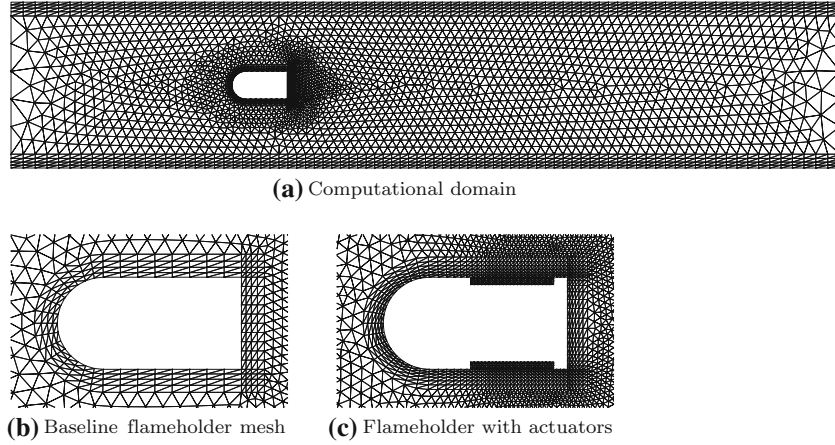 (a) Computational domain
(b) Baseline flameholder mesh
(c) Flameholder with actuators